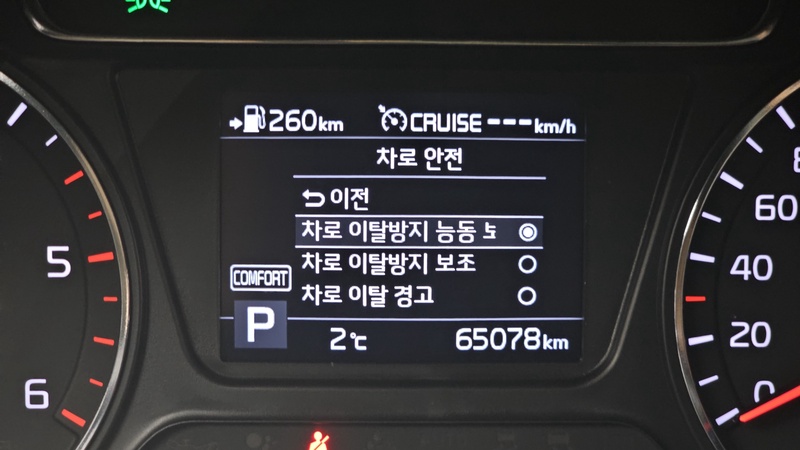 260km CRUISE ---km/h
차로 안전
이전
차로 이탈방지 능동
차로 이탈방지 보조
차로 이탈 경고
COMFORT
P
2℃ 65078km
5
6
60
40
20
0